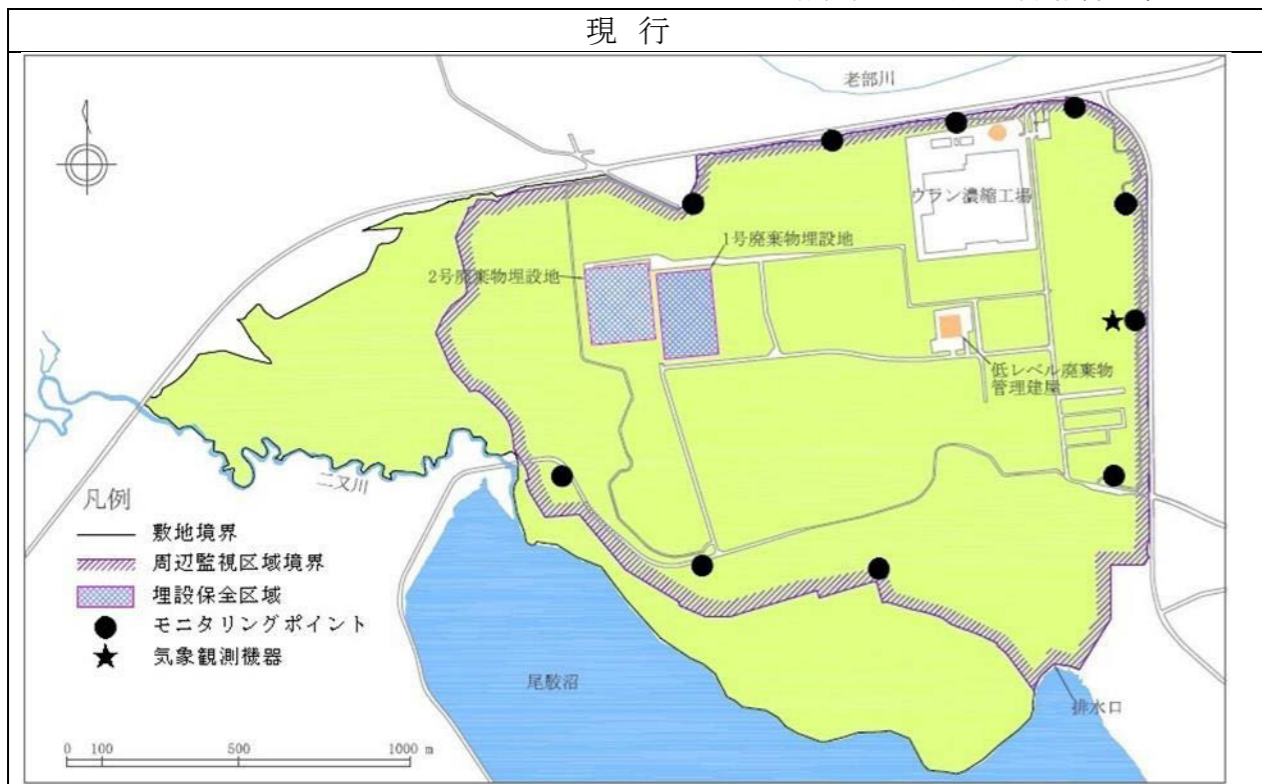 現 行
老部川
ウラン濃縮工場
1号廃棄物埋設地
2号廃棄物埋設地
低レベル廃棄物
管理建屋
二又川
凡例
敷地境界
周辺監視区域境界
埋設保全区域
モニタリングポイント
気象観測機器
尾駮沼
排水口
0 100 500 1000 m